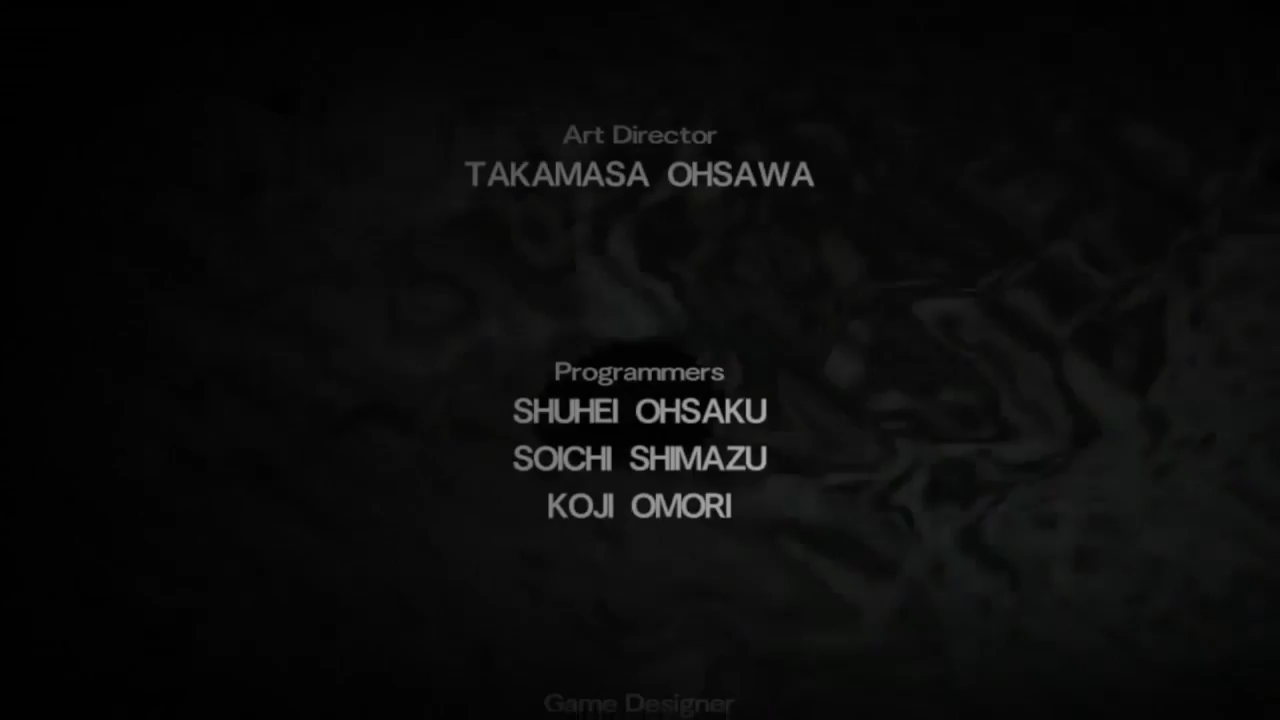 Art Director
TAKAMASA OHSAWA
Programmers
SHUHEI OHSAKU
SOICHI SHIMAZU
KOJI OMORI
Game Designer